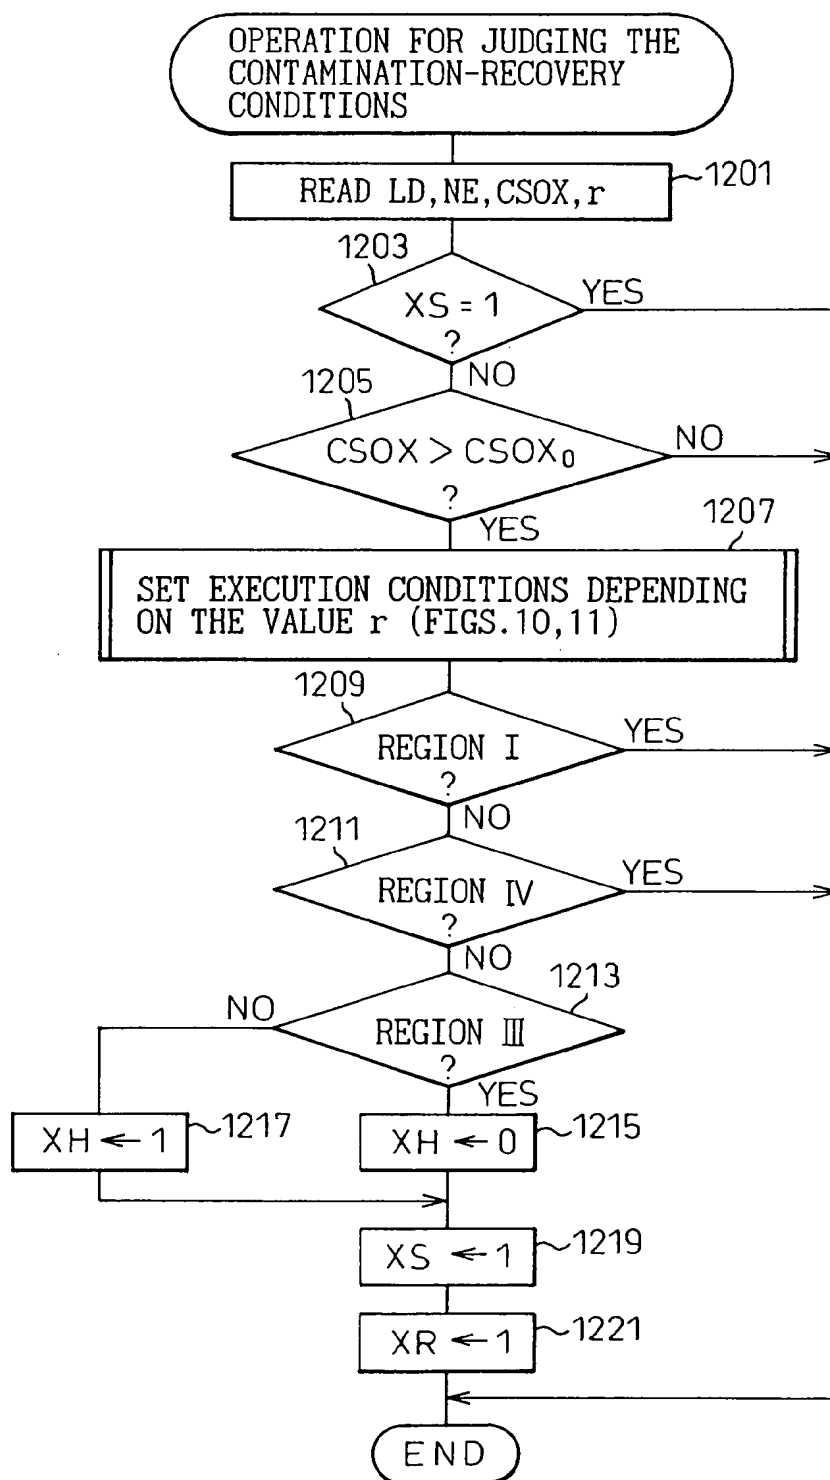 OPERATION FOR JUDGING THE
CONTAMINATION-RECOVERY
CONDITIONS
READ LD,NE,CSOX,r
1201
1203
XS = 1
?
YES
NO
1205
CSOX > CSOX₀
?
NO
YES
1207
SET EXECUTION CONDITIONS DEPENDING
ON THE VALUE r (FIGS.10,11)
1209
REGION I
?
YES
NO
1211
REGION IV
?
YES
NO
1213
NO
REGION III
?
YES
XH ← 1
1217
XH ← 0
1215
XS ← 1
1219
XR ← 1
1221
END